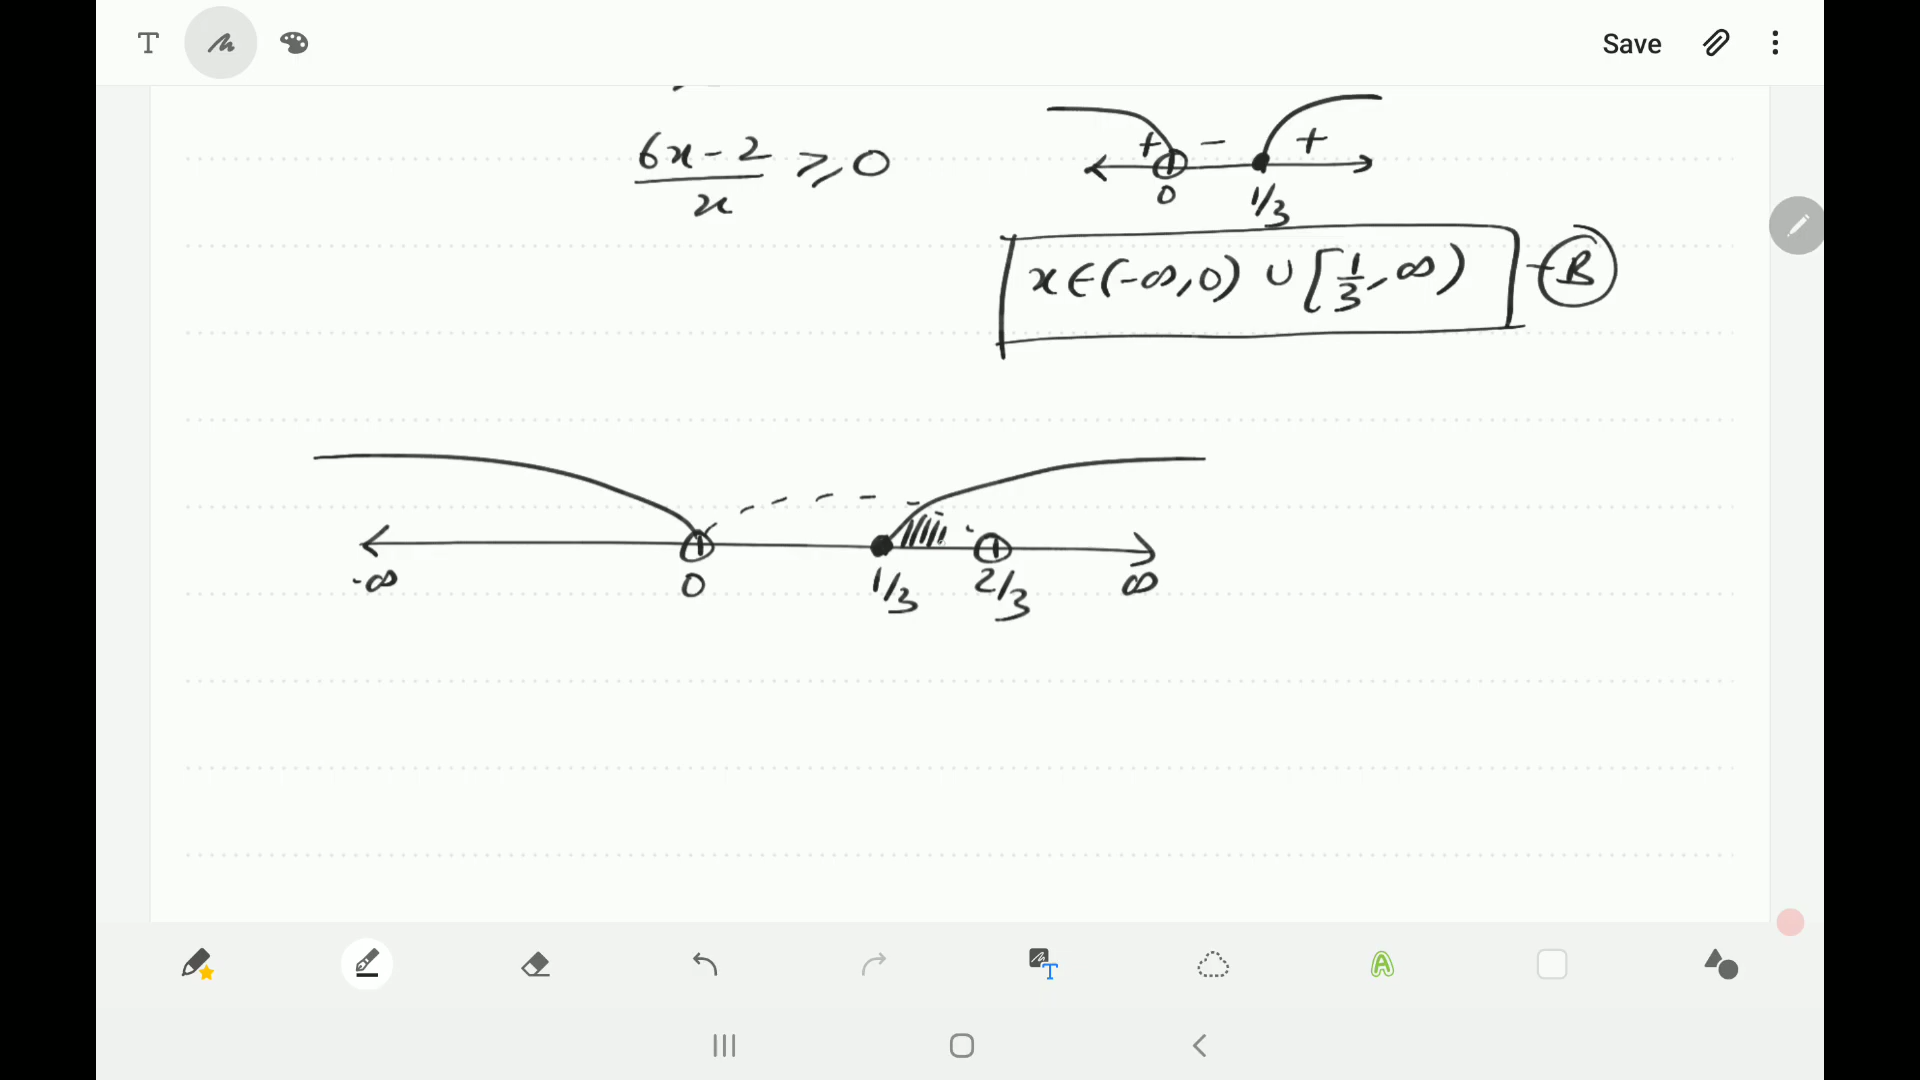 Save
6x - 2 / x ⩾ 0
+ - +
0 1/3
x ∈ (-∞, 0) ∪ [1/3, ∞) - B
-∞ 0 1/3 2/3 ∞
T
A